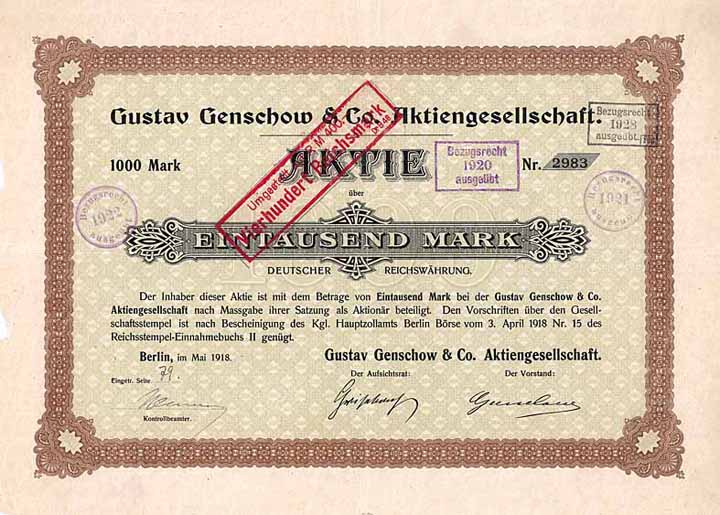 Gustav Genschow & Co. Aktiengesellschaft.
Bezugsrecht
1928
ausgeübt.
1000 Mark
AKTIE
Nr. 2983
Umgestellt
R.M. 400.-
Vierhundert Reichsmark
Bezugsrecht
1920
ausgeübt
Bezugsrecht
1922
ausgeübt
Bezugsrecht
1921
ausgeübt
über
EINTAUSEND MARK
DEUTSCHER REICHSWÄHRUNG.
Der Inhaber dieser Aktie ist mit dem Betrage von Eintausend Mark bei der Gustav Genschow & Co.
Aktiengesellschaft nach Massgabe ihrer Satzung als Aktionär beteiligt. Den Vorschriften über den Gesell-
schaftsstempel ist nach Bescheinigung des Kgl. Hauptzollamts Berlin Börse vom 3. April 1918 Nr. 15 des
Reichsstempel-Einnahmebuchs II genügt.
Berlin, im Mai 1918.
Gustav Genschow & Co. Aktiengesellschaft.
Eingetr. Seite 79.
Der Aufsichtsrat:
Der Vorstand:
Kontrollbeamter.